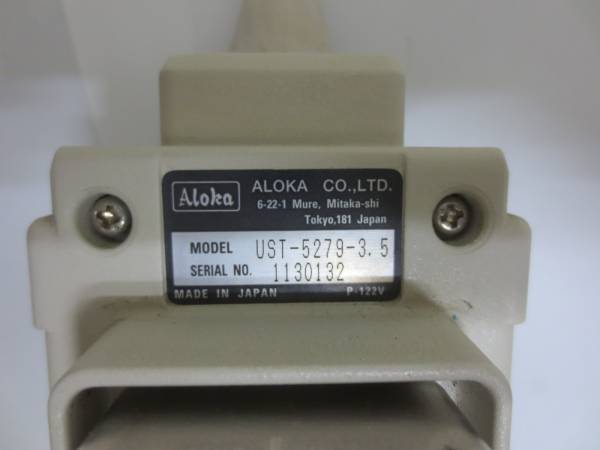 Aloka ALOKA CO.,LTD.
6-22-1 Mure, Mitaka-shi
Tokyo,181 Japan
MODEL UST-5279-3.5
SERIAL NO. 1130132
MADE IN JAPAN P-122V